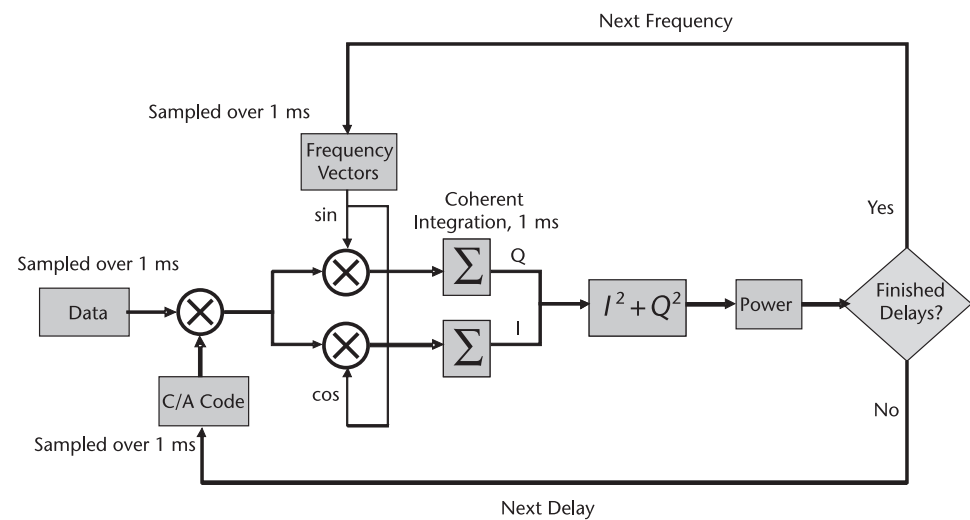 Next Frequency
Sampled over 1 ms
Frequency
Vectors
sin
Coherent
Integration, 1 ms
Yes
Sampled over 1 ms
Q
Data
∑
I² + Q²
Power
Finished
Delays?
I
∑
cos
C/A Code
No
Sampled over 1 ms
Next Delay